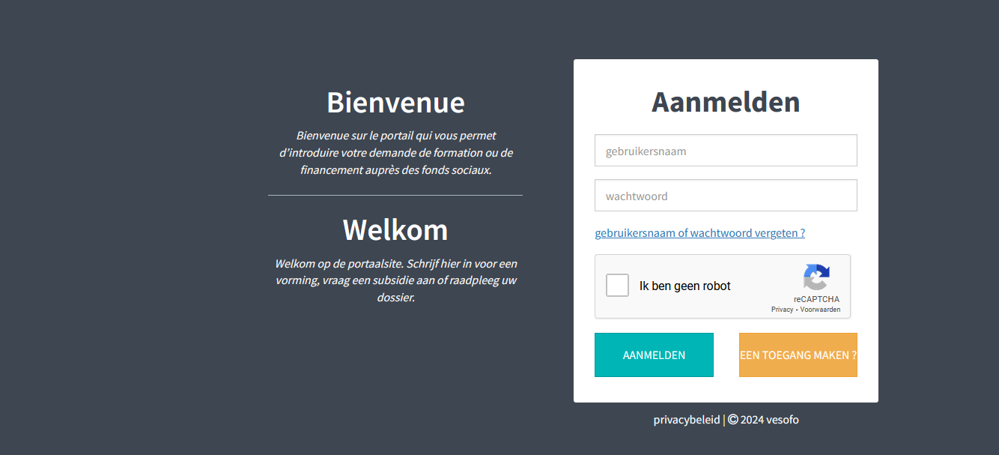 Bienvenue
Bienvenue sur le portail qui vous permet
d'introduire votre demande de formation ou de
financement auprès des fonds sociaux.
Welkom
Welkom op de portaalsite. Schrijf hier in voor een
vorming, vraag een subsidie aan of raadpleeg uw
dossier.
Aanmelden
gebruikersnaam
wachtwoord
gebruikersnaam of wachtwoord vergeten ?
Ik ben geen robot
reCAPTCHA
Privacy - Voorwaarden
AANMELDEN
EEN TOEGANG MAKEN ?
privacybeleid | © 2024 vesofo